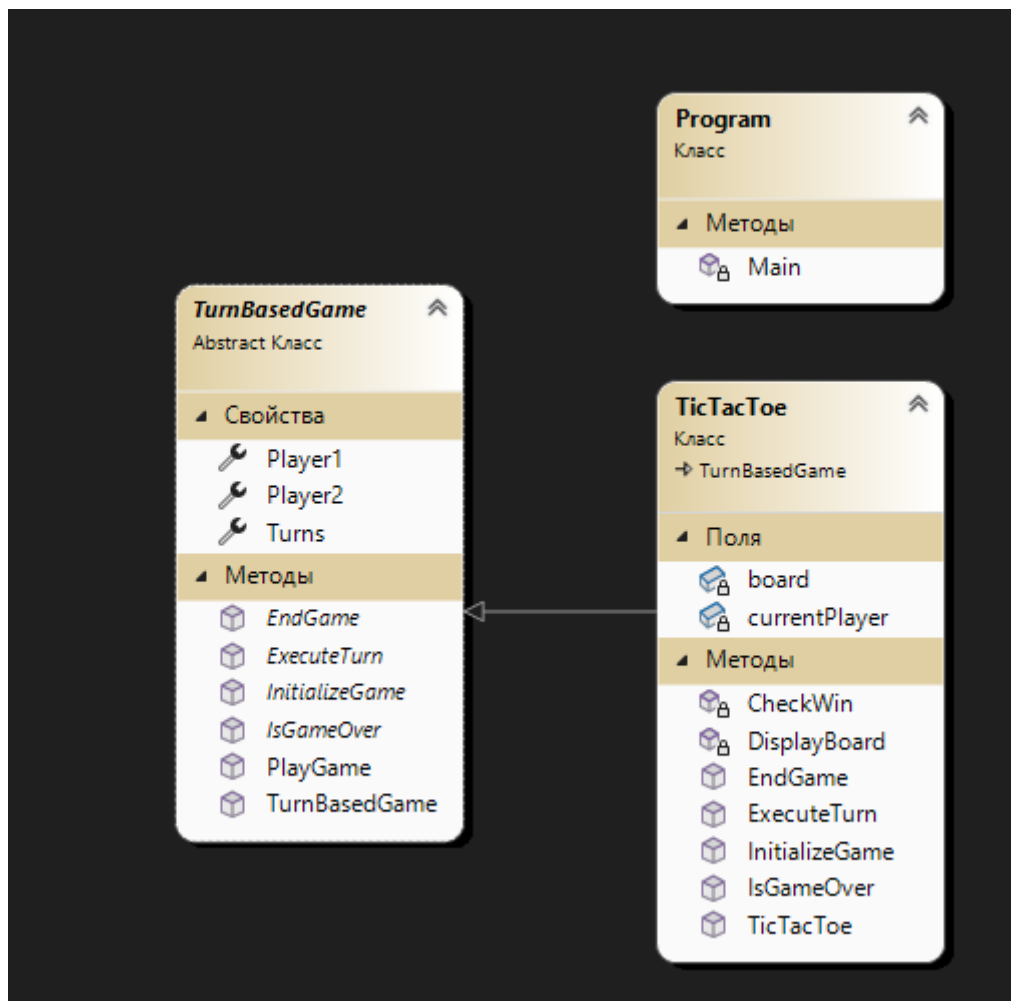 Program
Класс
Методы
Main
TurnBasedGame
Abstract Класс
Свойства
Player1
Player2
Turns
Методы
EndGame
ExecuteTurn
InitializeGame
IsGameOver
PlayGame
TurnBasedGame
TicTacToe
Класс
TurnBasedGame
Поля
board
currentPlayer
Методы
CheckWin
DisplayBoard
EndGame
ExecuteTurn
InitializeGame
IsGameOver
TicTacToe